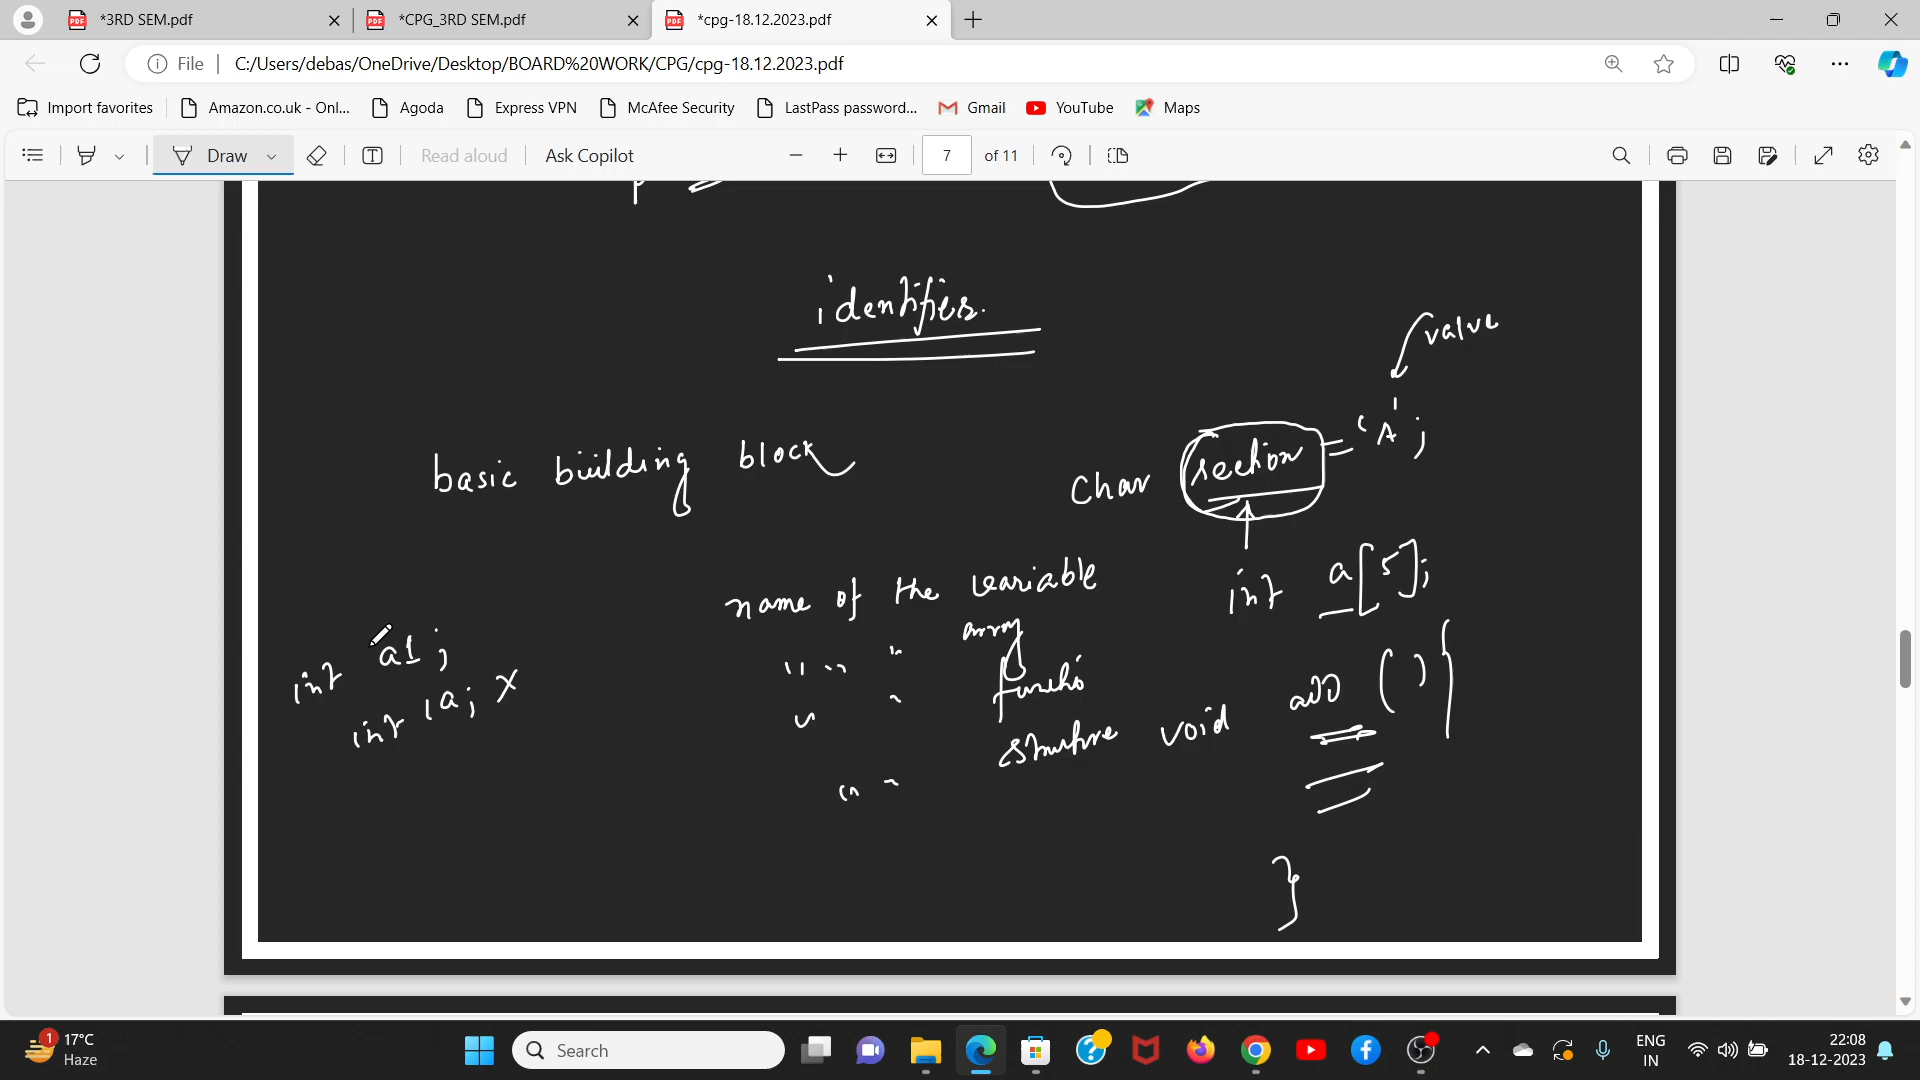 *3RD SEM.pdf
*CPG_3RD SEM.pdf
*cpg-18.12.2023.pdf
File
C:/Users/debas/OneDrive/Desktop/BOARD%20WORK/CPG/cpg-18.12.2023.pdf
Import favorites
Amazon.co.uk - Onl...
Agoda
Express VPN
McAfee Security
LastPass password...
Gmail
YouTube
Maps
Draw
Read aloud
Ask Copilot
7 of 11
identifier.
value
basic building block
char section = 'A';
name of the variable
int a[5];
" " " array
" " functio
add ( ) {
structure
void
" "
int a1;
int 1a; X
}
1
17°C
Haze
Search
ENG
IN
22:08
18-12-2023